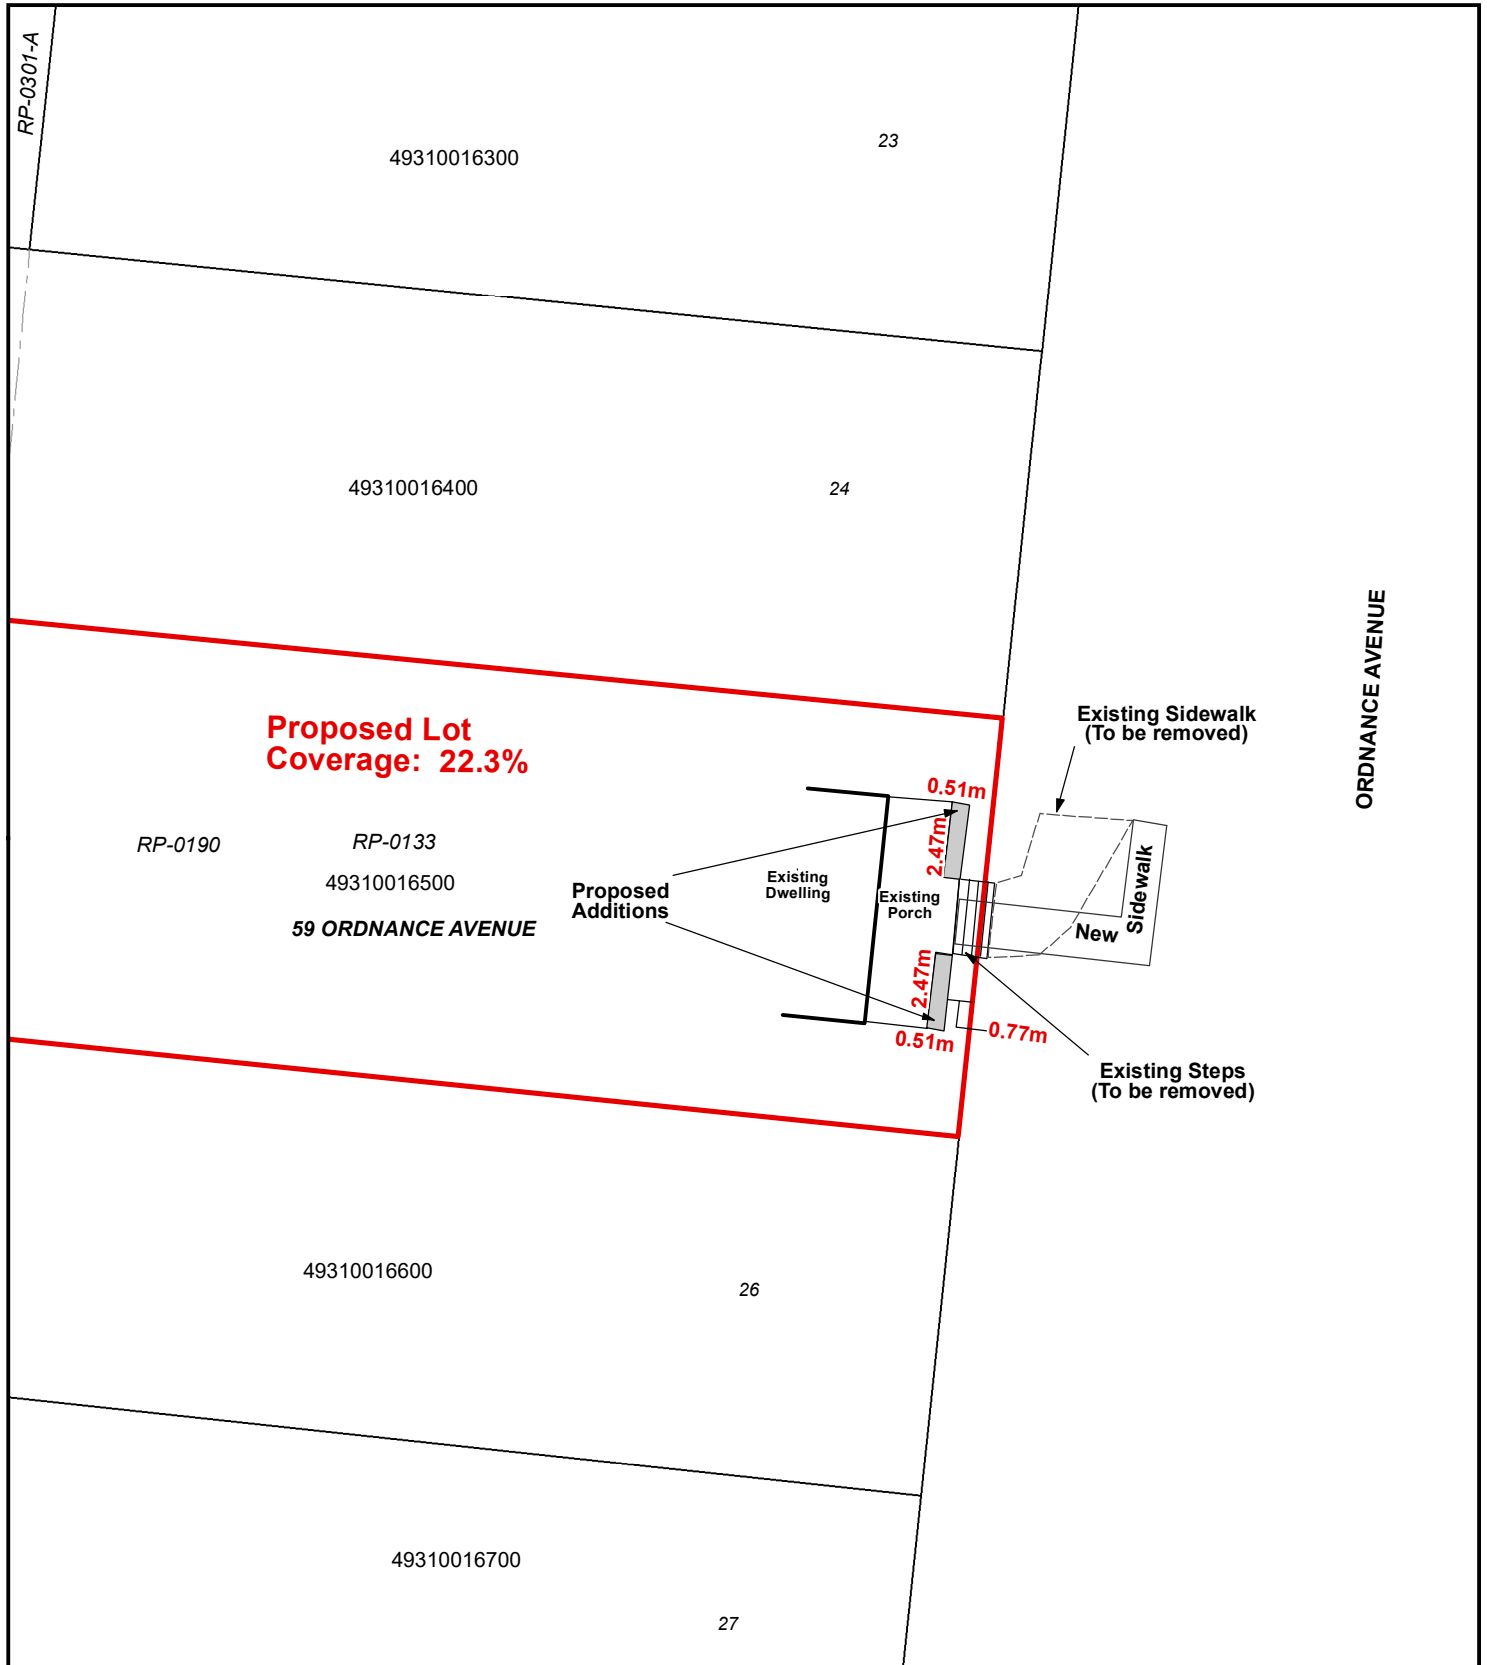 RP-0301-A
49310016300
23
49310016400
24
ORDNANCE AVENUE
Proposed Lot
Coverage: 22.3%
Existing Sidewalk
(To be removed)
0.51m
2.47m
RP-0190
RP-0133
49310016500
59 ORDNANCE AVENUE
Proposed
Additions
Existing
Dwelling
Existing
Porch
New
Sidewalk
2.47m
0.51m
0.77m
Existing Steps
(To be removed)
49310016600
26
49310016700
27